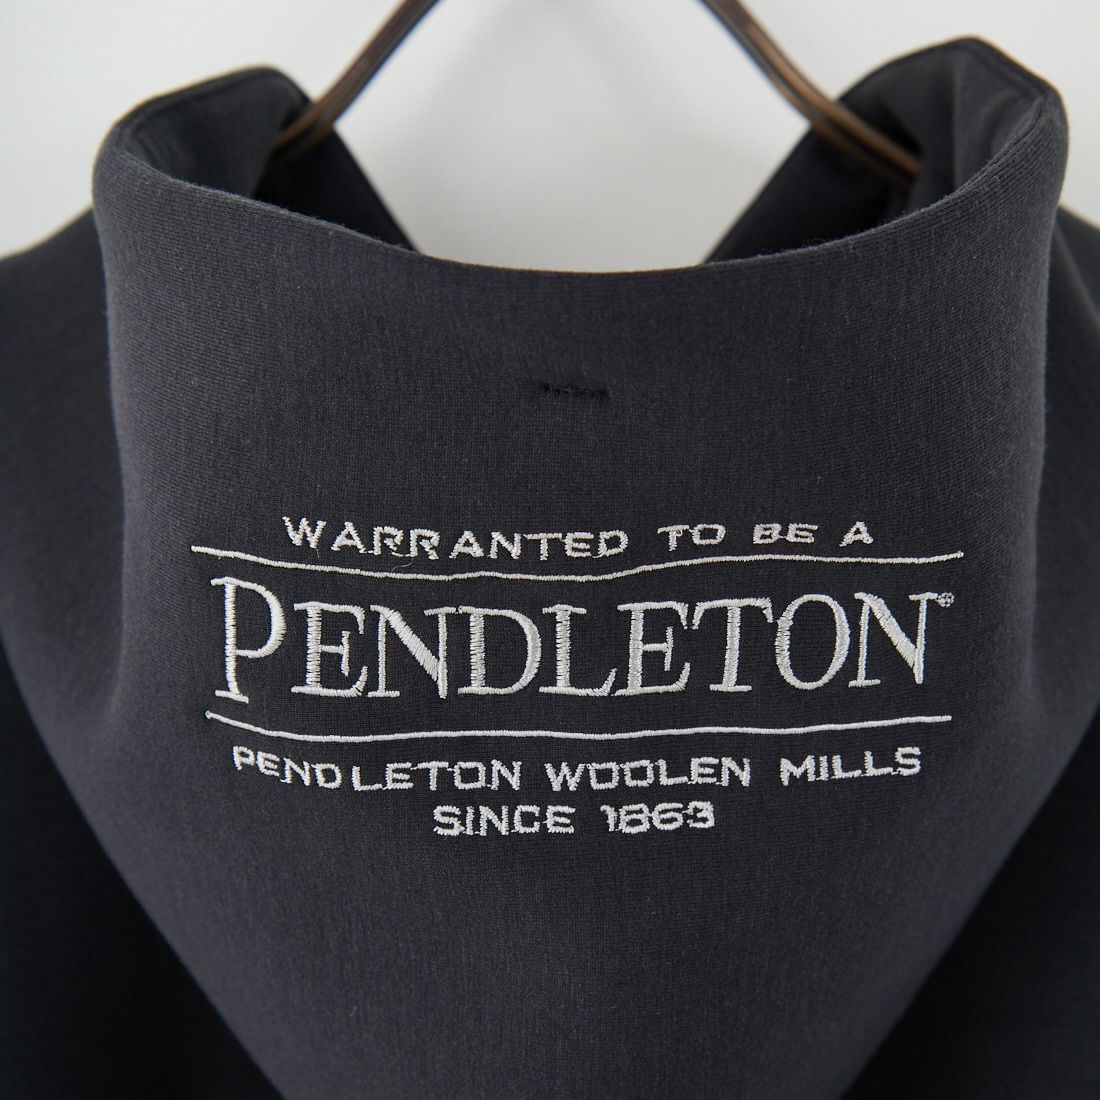 WARRANTED TO BE A
PENDLETON®
PENDLETON WOOLEN MILLS
SINCE 1863